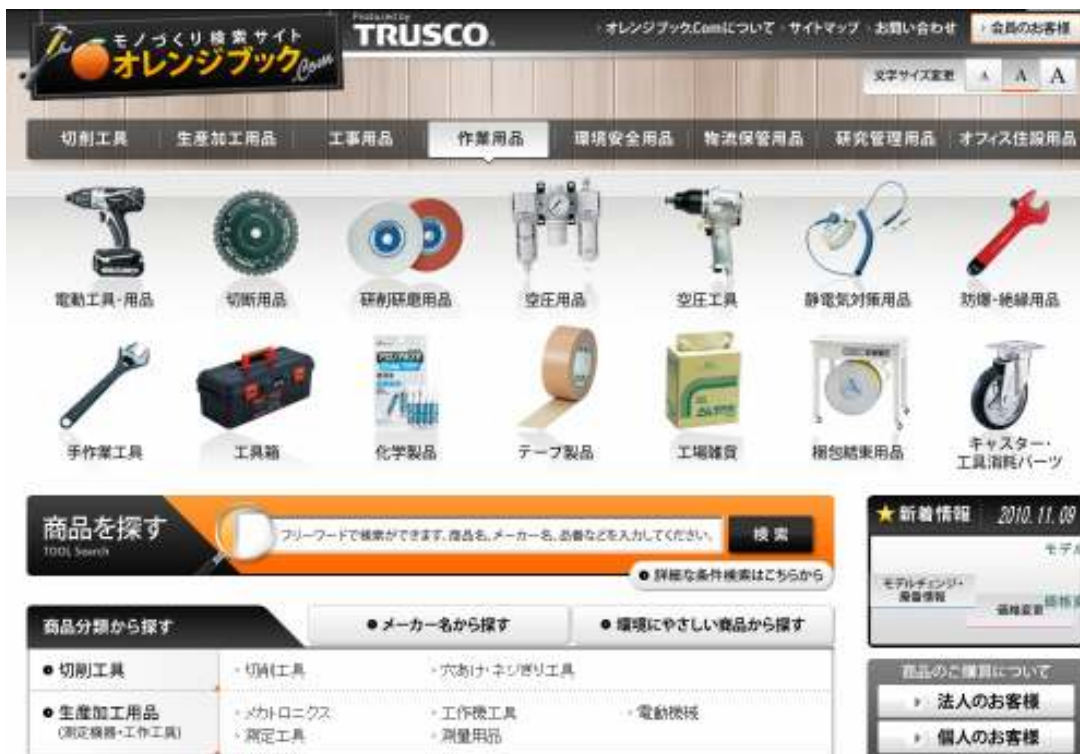 モノづくり検索サイト
オレンジブック.Com
Produced by
TRUSCO
オレンジブック.Comについて
サイトマップ
お問い合わせ
会員のお客様
文字サイズ変更
A
A
A
切削工具
生産加工用品
工事用品
作業用品
環境安全用品
物流保管用品
研究管理用品
オフィス住設用品
電動工具・用品
切断用品
研削研磨用品
空圧用品
空圧工具
静電気対策用品
防爆・絶縁用品
手作業工具
工具箱
化学製品
テープ製品
工場雑貨
梱包結束用品
キャスター・
工具消耗パーツ
商品を探す
TOOL Search
フリーワードで検索ができます。商品名、メーカー名、品番などを入力してください。
検索
詳細な条件検索はこちらから
新着情報
2010.11.09
モデルチェンジ・
廃番情報
価格変更
商品分類から探す
メーカー名から探す
環境にやさしい商品から探す
切削工具
切削工具
穴あけ・ネジきり工具
生産加工用品
(測定機器・工作工具)
メカトロニクス
工作機工具
電動機械
測定工具
測量用品
商品のご購買について
法人のお客様
個人のお客様